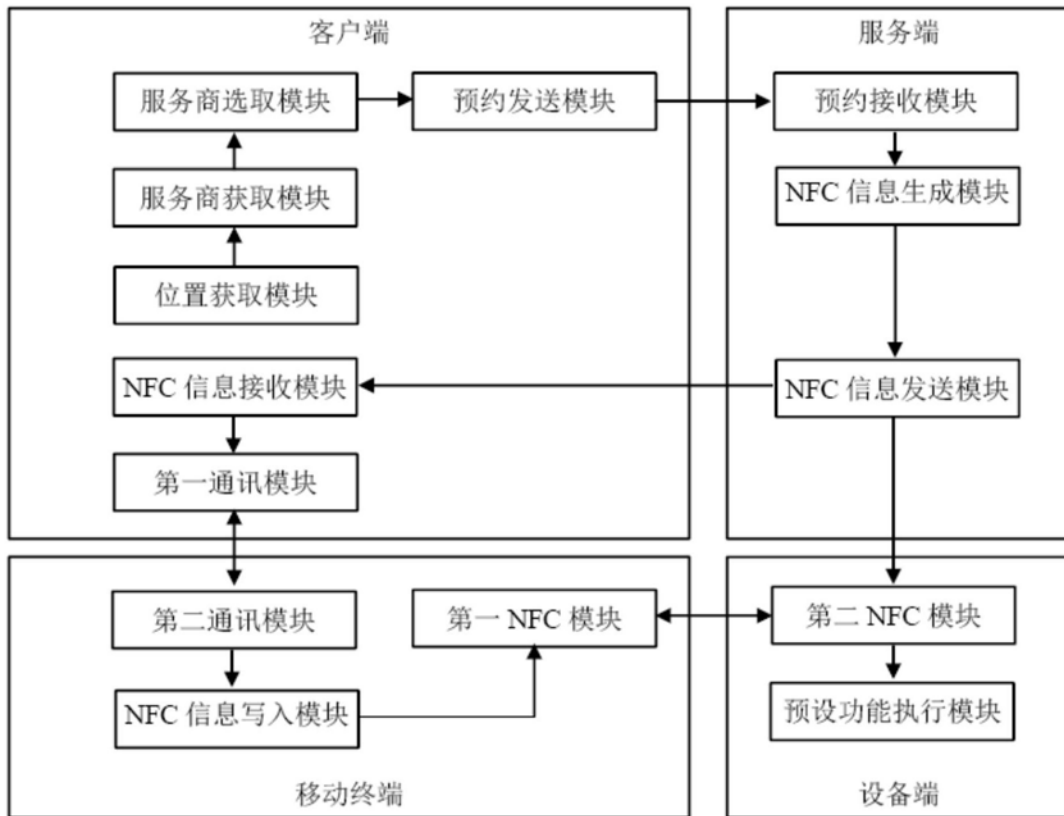 客户端
服务商选取模块
预约发送模块
服务商获取模块
位置获取模块
NFC 信息接收模块
第一通讯模块
服务端
预约接收模块
NFC 信息生成模块
NFC 信息发送模块
第二通讯模块
第一 NFC 模块
NFC 信息写入模块
移动终端
第二 NFC 模块
预设功能执行模块
设备端